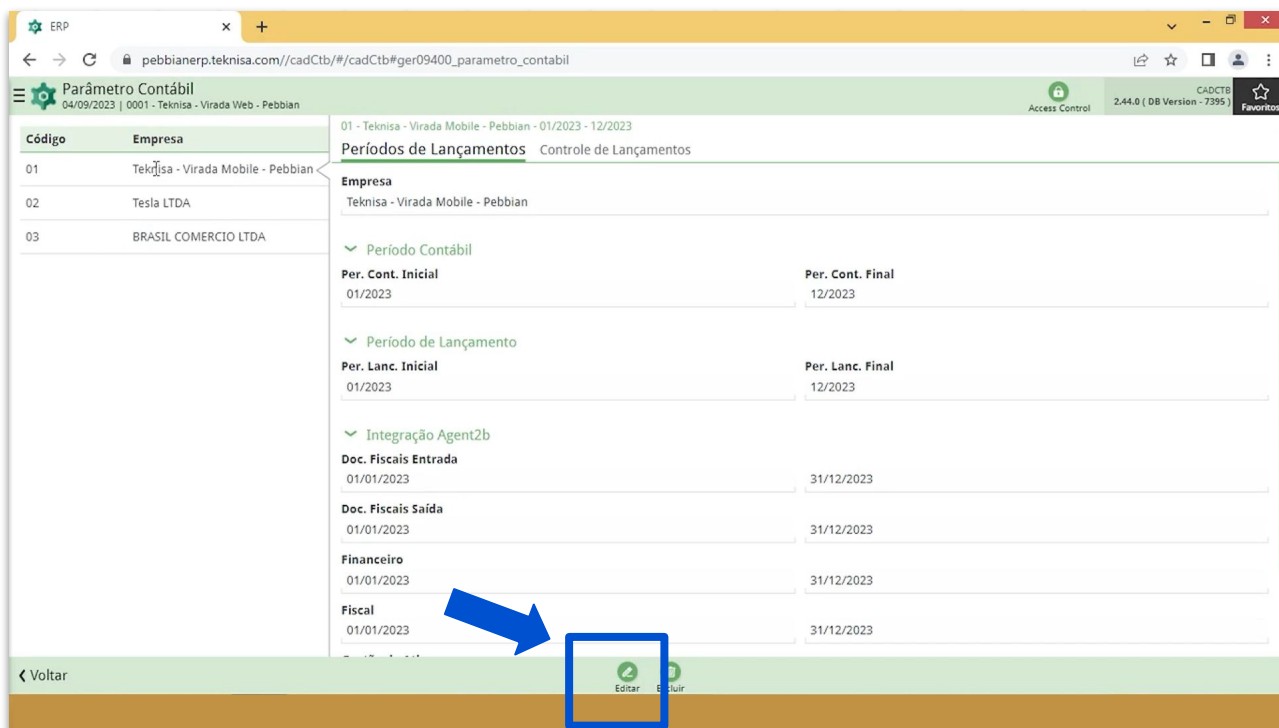 ERP
pebbianerp.teknisa.com//cadCtb/#/cadCtb#ger09400_parametro_contabil
Parâmetro Contábil
04/09/2023 | 0001 - Teknisa - Virada Web - Pebbian
Access Control
CADCTB
2.44.0 ( DB Version - 7395 )
Favoritos
Código Empresa
01 Teknisa - Virada Mobile - Pebbian
02 Tesla LTDA
03 BRASIL COMERCIO LTDA
01 - Teknisa - Virada Mobile - Pebbian - 01/2023 - 12/2023
Períodos de Lançamentos Controle de Lançamentos
Empresa
Teknisa - Virada Mobile - Pebbian
Período Contábil
Per. Cont. Inicial Per. Cont. Final
01/2023 12/2023
Período de Lançamento
Per. Lanc. Inicial Per. Lanc. Final
01/2023 12/2023
Integração Agent2b
Doc. Fiscais Entrada
01/01/2023 31/12/2023
Doc. Fiscais Saída
01/01/2023 31/12/2023
Financeiro
01/01/2023 31/12/2023
Fiscal
01/01/2023 31/12/2023
Voltar
Editar Excluir